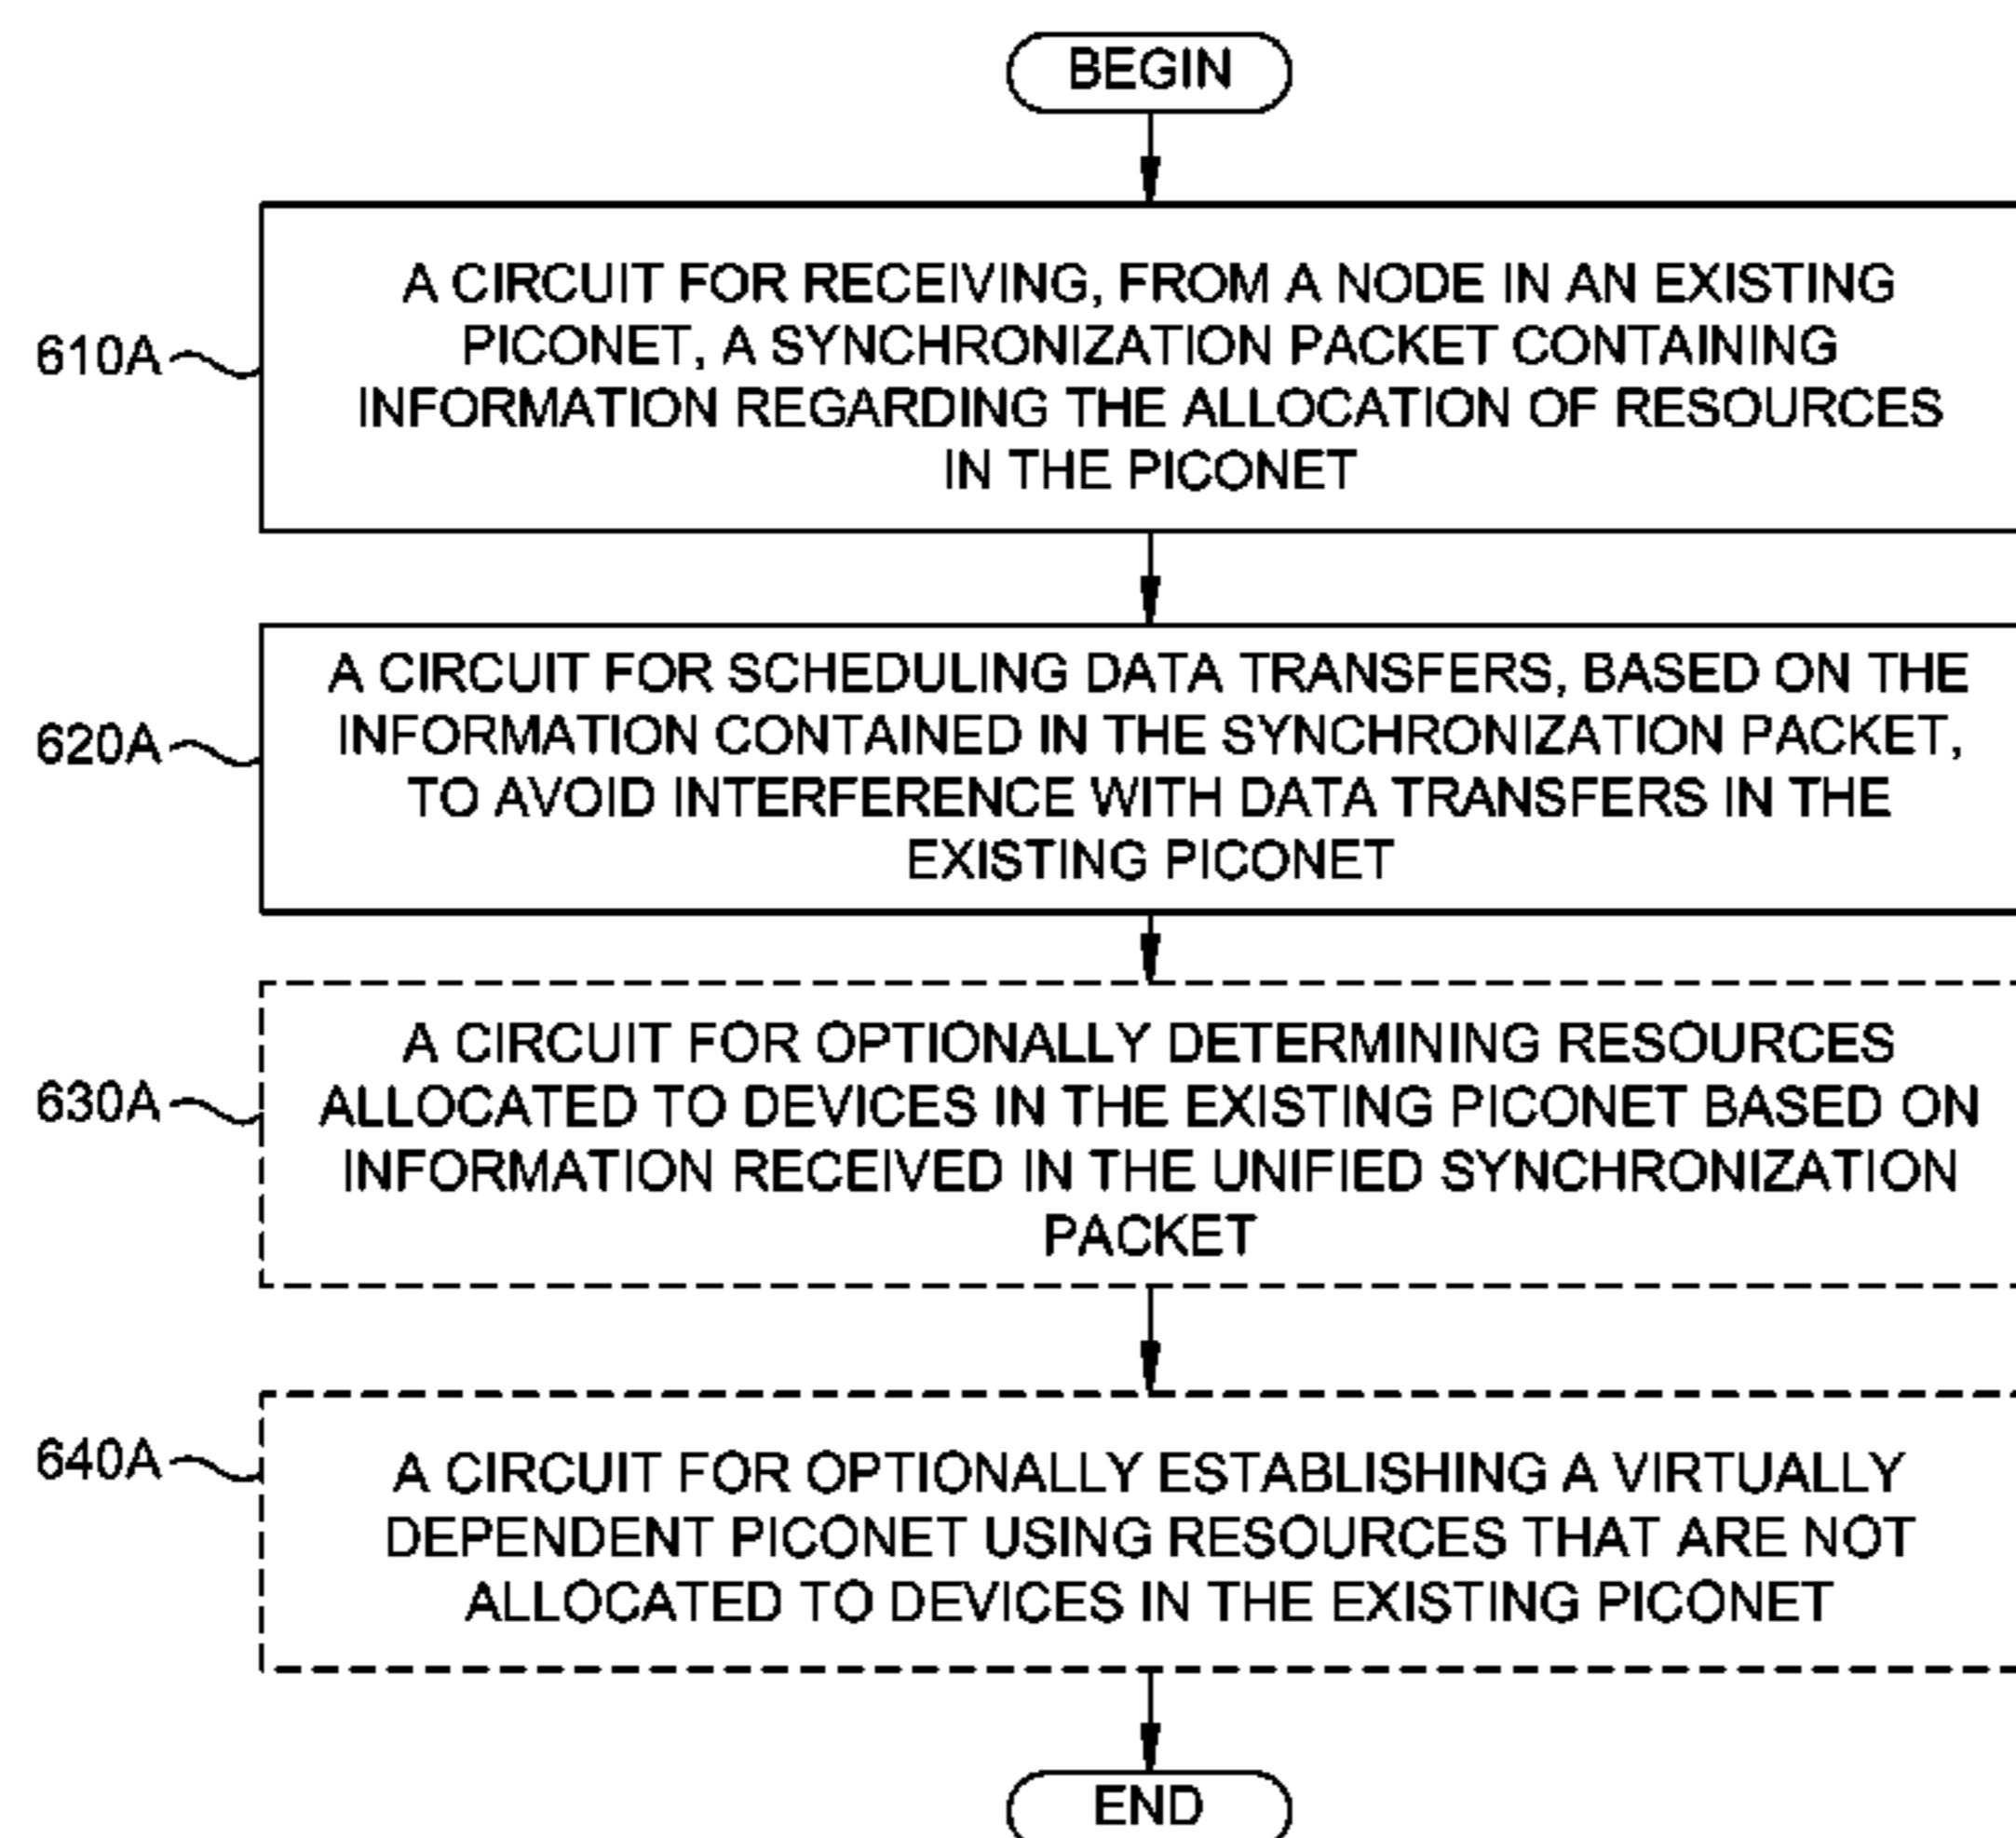 BEGIN
610A
A CIRCUIT FOR RECEIVING, FROM A NODE IN AN EXISTING
PICONET, A SYNCHRONIZATION PACKET CONTAINING
INFORMATION REGARDING THE ALLOCATION OF RESOURCES
IN THE PICONET
620A
A CIRCUIT FOR SCHEDULING DATA TRANSFERS, BASED ON THE
INFORMATION CONTAINED IN THE SYNCHRONIZATION PACKET,
TO AVOID INTERFERENCE WITH DATA TRANSFERS IN THE
EXISTING PICONET
630A
A CIRCUIT FOR OPTIONALLY DETERMINING RESOURCES
ALLOCATED TO DEVICES IN THE EXISTING PICONET BASED ON
INFORMATION RECEIVED IN THE UNIFIED SYNCHRONIZATION
PACKET
640A
A CIRCUIT FOR OPTIONALLY ESTABLISHING A VIRTUALLY
DEPENDENT PICONET USING RESOURCES THAT ARE NOT
ALLOCATED TO DEVICES IN THE EXISTING PICONET
END